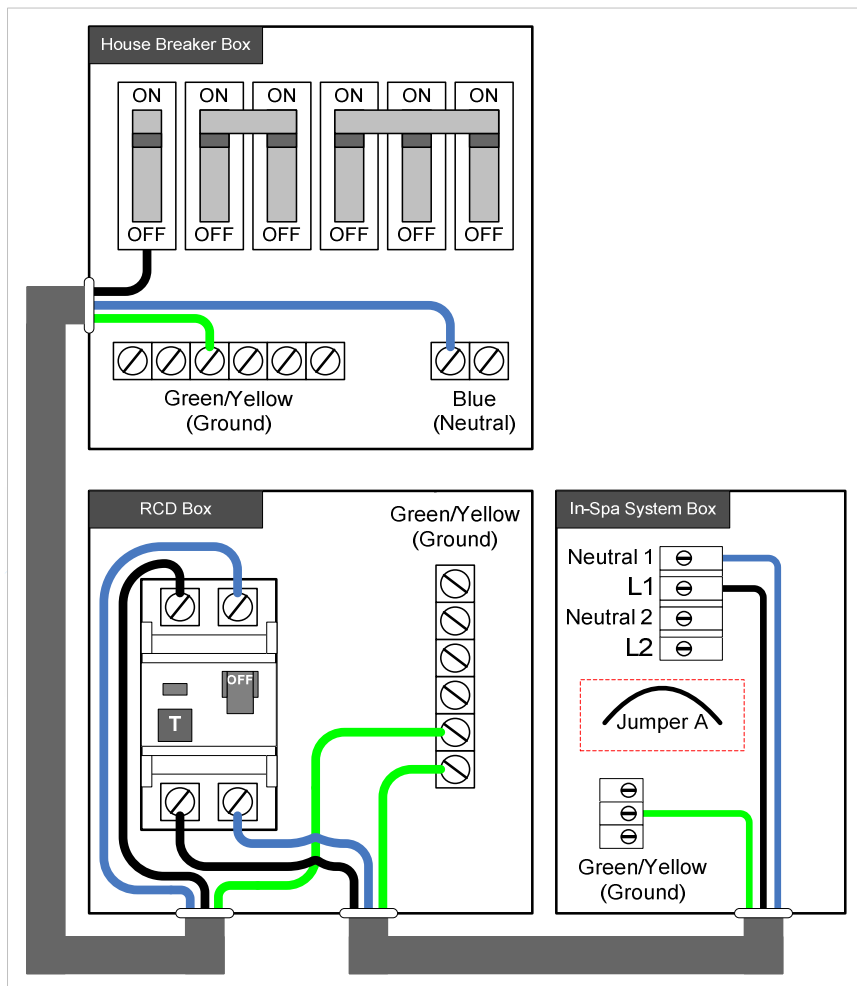 House Breaker Box
ON ON ON ON ON ON
OFF OFF OFF OFF OFF OFF
Green/Yellow
(Ground)
Blue
(Neutral)
RCD Box
Green/Yellow
(Ground)
OFF
T
In-Spa System Box
Neutral 1
L1
Neutral 2
L2
Jumper A
Green/Yellow
(Ground)